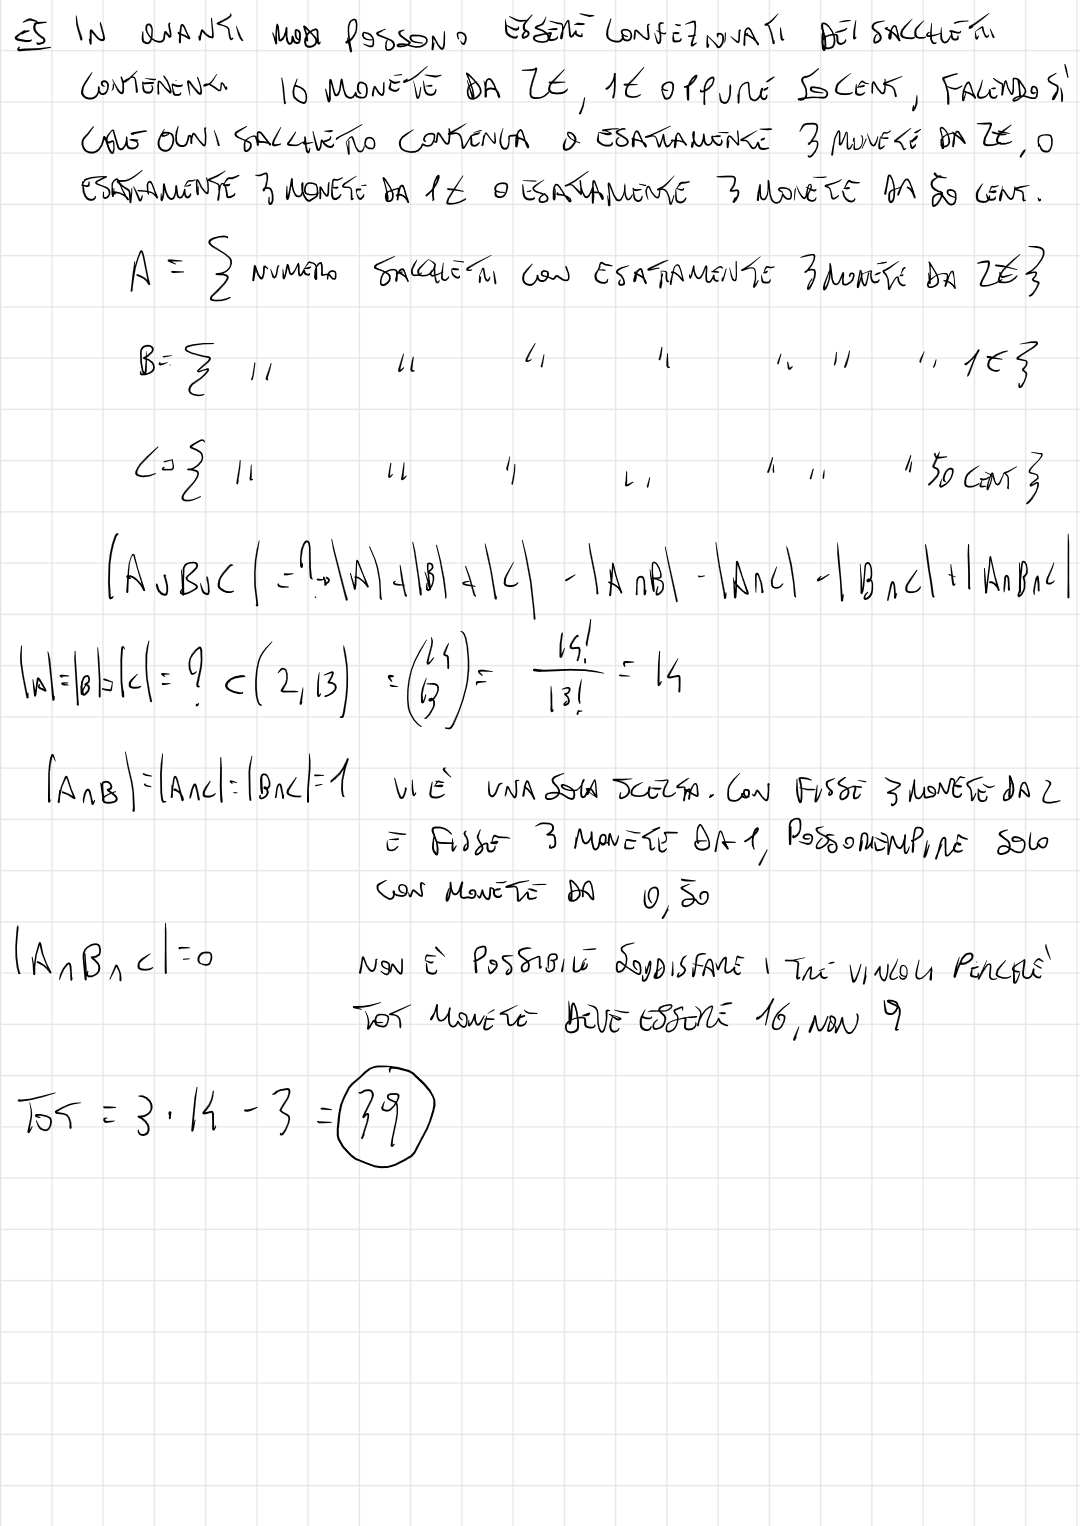 ES IN QUANTI MODI POSSONO ESSERE CONFEZIONATI DEI SACCHETTI
CONTENENTI 16 MONETE DA 2€, 1€ OPPURE 50 CENT, FACENDO SÌ
CHE OGNI SACCHETTO CONTENGA O ESATTAMENTE 3 MONETE DA 2€, O
ESATTAMENTE 3 MONETE DA 1€ O ESATTAMENTE 3 MONETE DA 50 CENT.
A = { NUMERO SACCHETTI CON ESATTAMENTE 3 MONETE DA 2€ }
B = { " " " " " " " 1€ }
C = { " " " " " " " 50 CENT }
|A∪B∪C| = ? → |A| + |B| + |C| - |A∩B| - |A∩C| - |B∩C| + |A∩B∩C|
|A| = |B| = |C| = ? C(2,13) = (14 13) = 14!/13! = 14
|A∩B| = |A∩C| = |B∩C| = 1 VI È UNA SOLA SCELTA. CON FISSE 3 MONETE DA 2
E FISSE 3 MONETE DA 1, POSSO RIEMPIRE SOLO
CON MONETE DA 0,50
|A∩B∩C| = 0 NON È POSSIBILE SODDISFARE I TRE VINCOLI PERCHÉ
TOT MONETE DEVE ESSERE 16, NON 9
TOT = 3 · 14 - 3 = 39